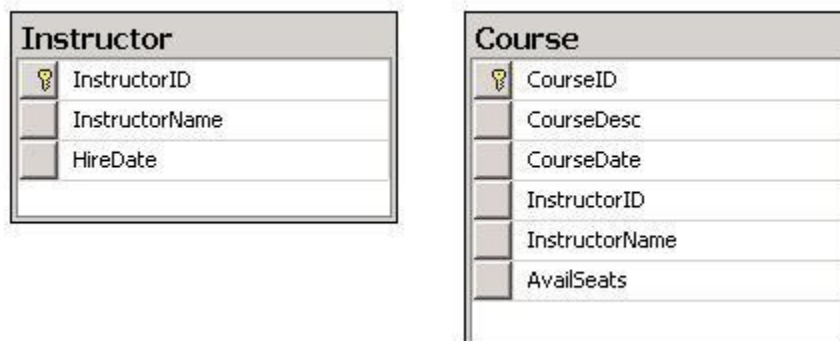 Instructor
InstructorID
InstructorName
HireDate
Course
CourseID
CourseDesc
CourseDate
InstructorID
InstructorName
AvailSeats